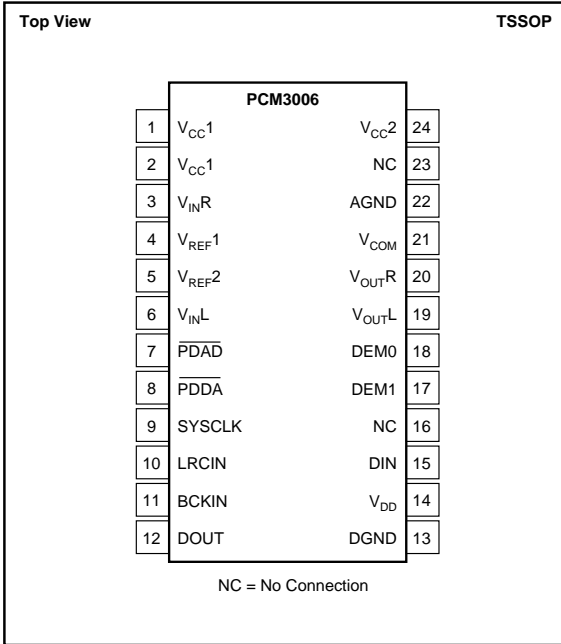 Top View TSSOP
PCM3006
1 VCC1 VCC2 24
2 VCC1 NC 23
3 VINR AGND 22
4 VREF1 VCOM 21
5 VREF2 VOUTR 20
6 VINL VOUTL 19
7 PDAD DEM0 18
8 PDDA DEM1 17
9 SYSCLK NC 16
10 LRCIN DIN 15
11 BCKIN VDD 14
12 DOUT DGND 13
NC = No Connection